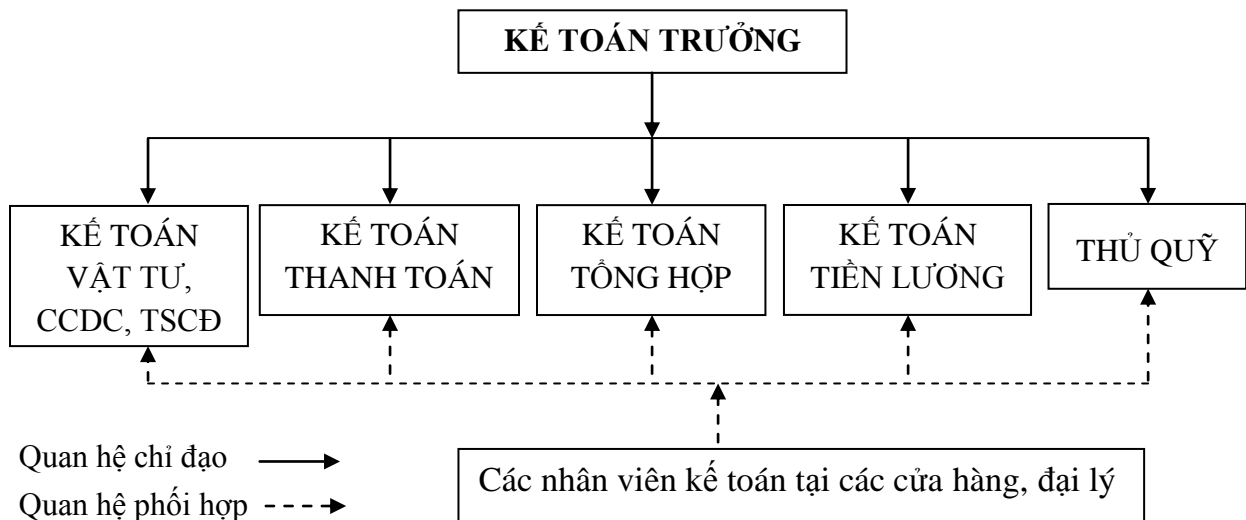 KẾ TOÁN TRƯỞNG
KẾ TOÁN
VẬT TƯ,
CCDC, TSCĐ
KẾ TOÁN
THANH TOÁN
KẾ TOÁN
TỔNG HỢP
KẾ TOÁN
TIỀN LƯƠNG
THỦ QUỸ
Quan hệ chỉ đạo
Quan hệ phối hợp
Các nhân viên kế toán tại các cửa hàng, đại lý